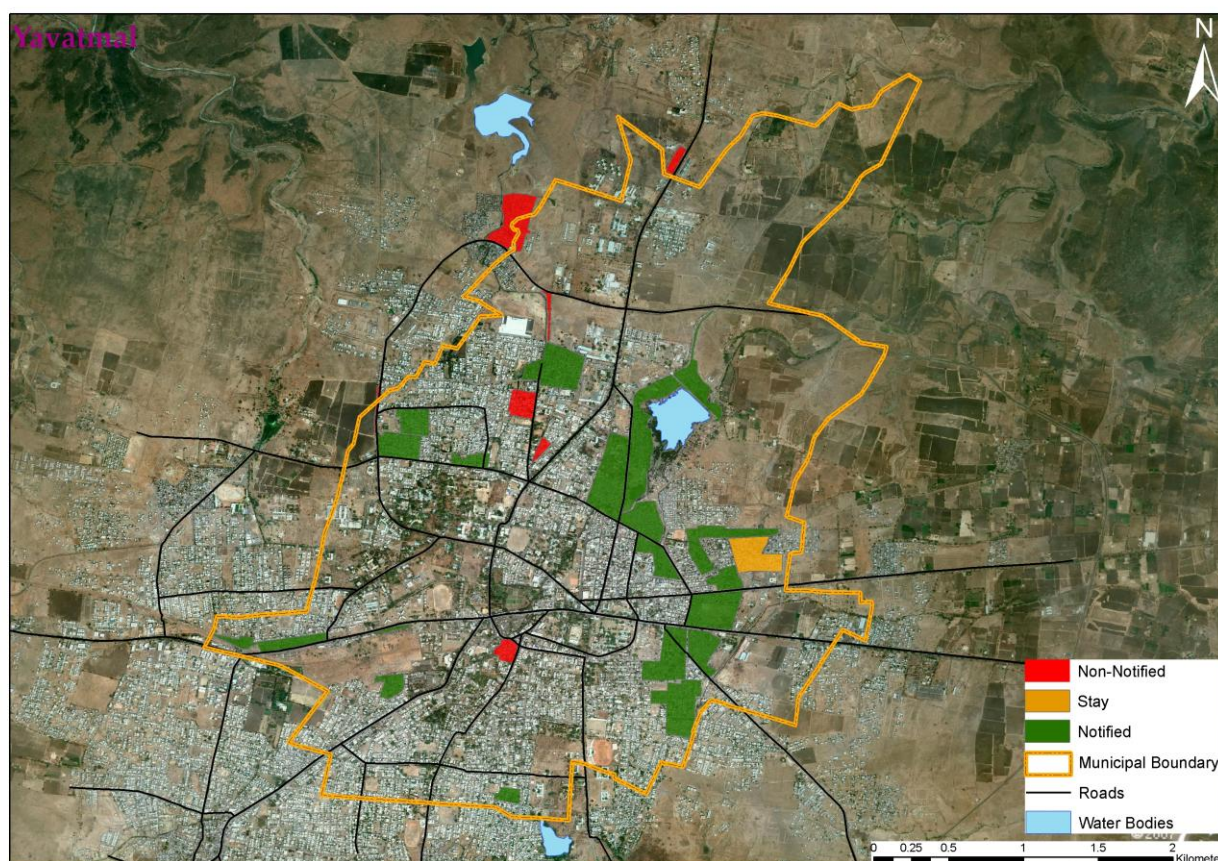 Yavatmal
N
Non-Notified
Stay
Notified
Municipal Boundary
Roads
Water Bodies
0 0.25 0.5 1 1.5 2